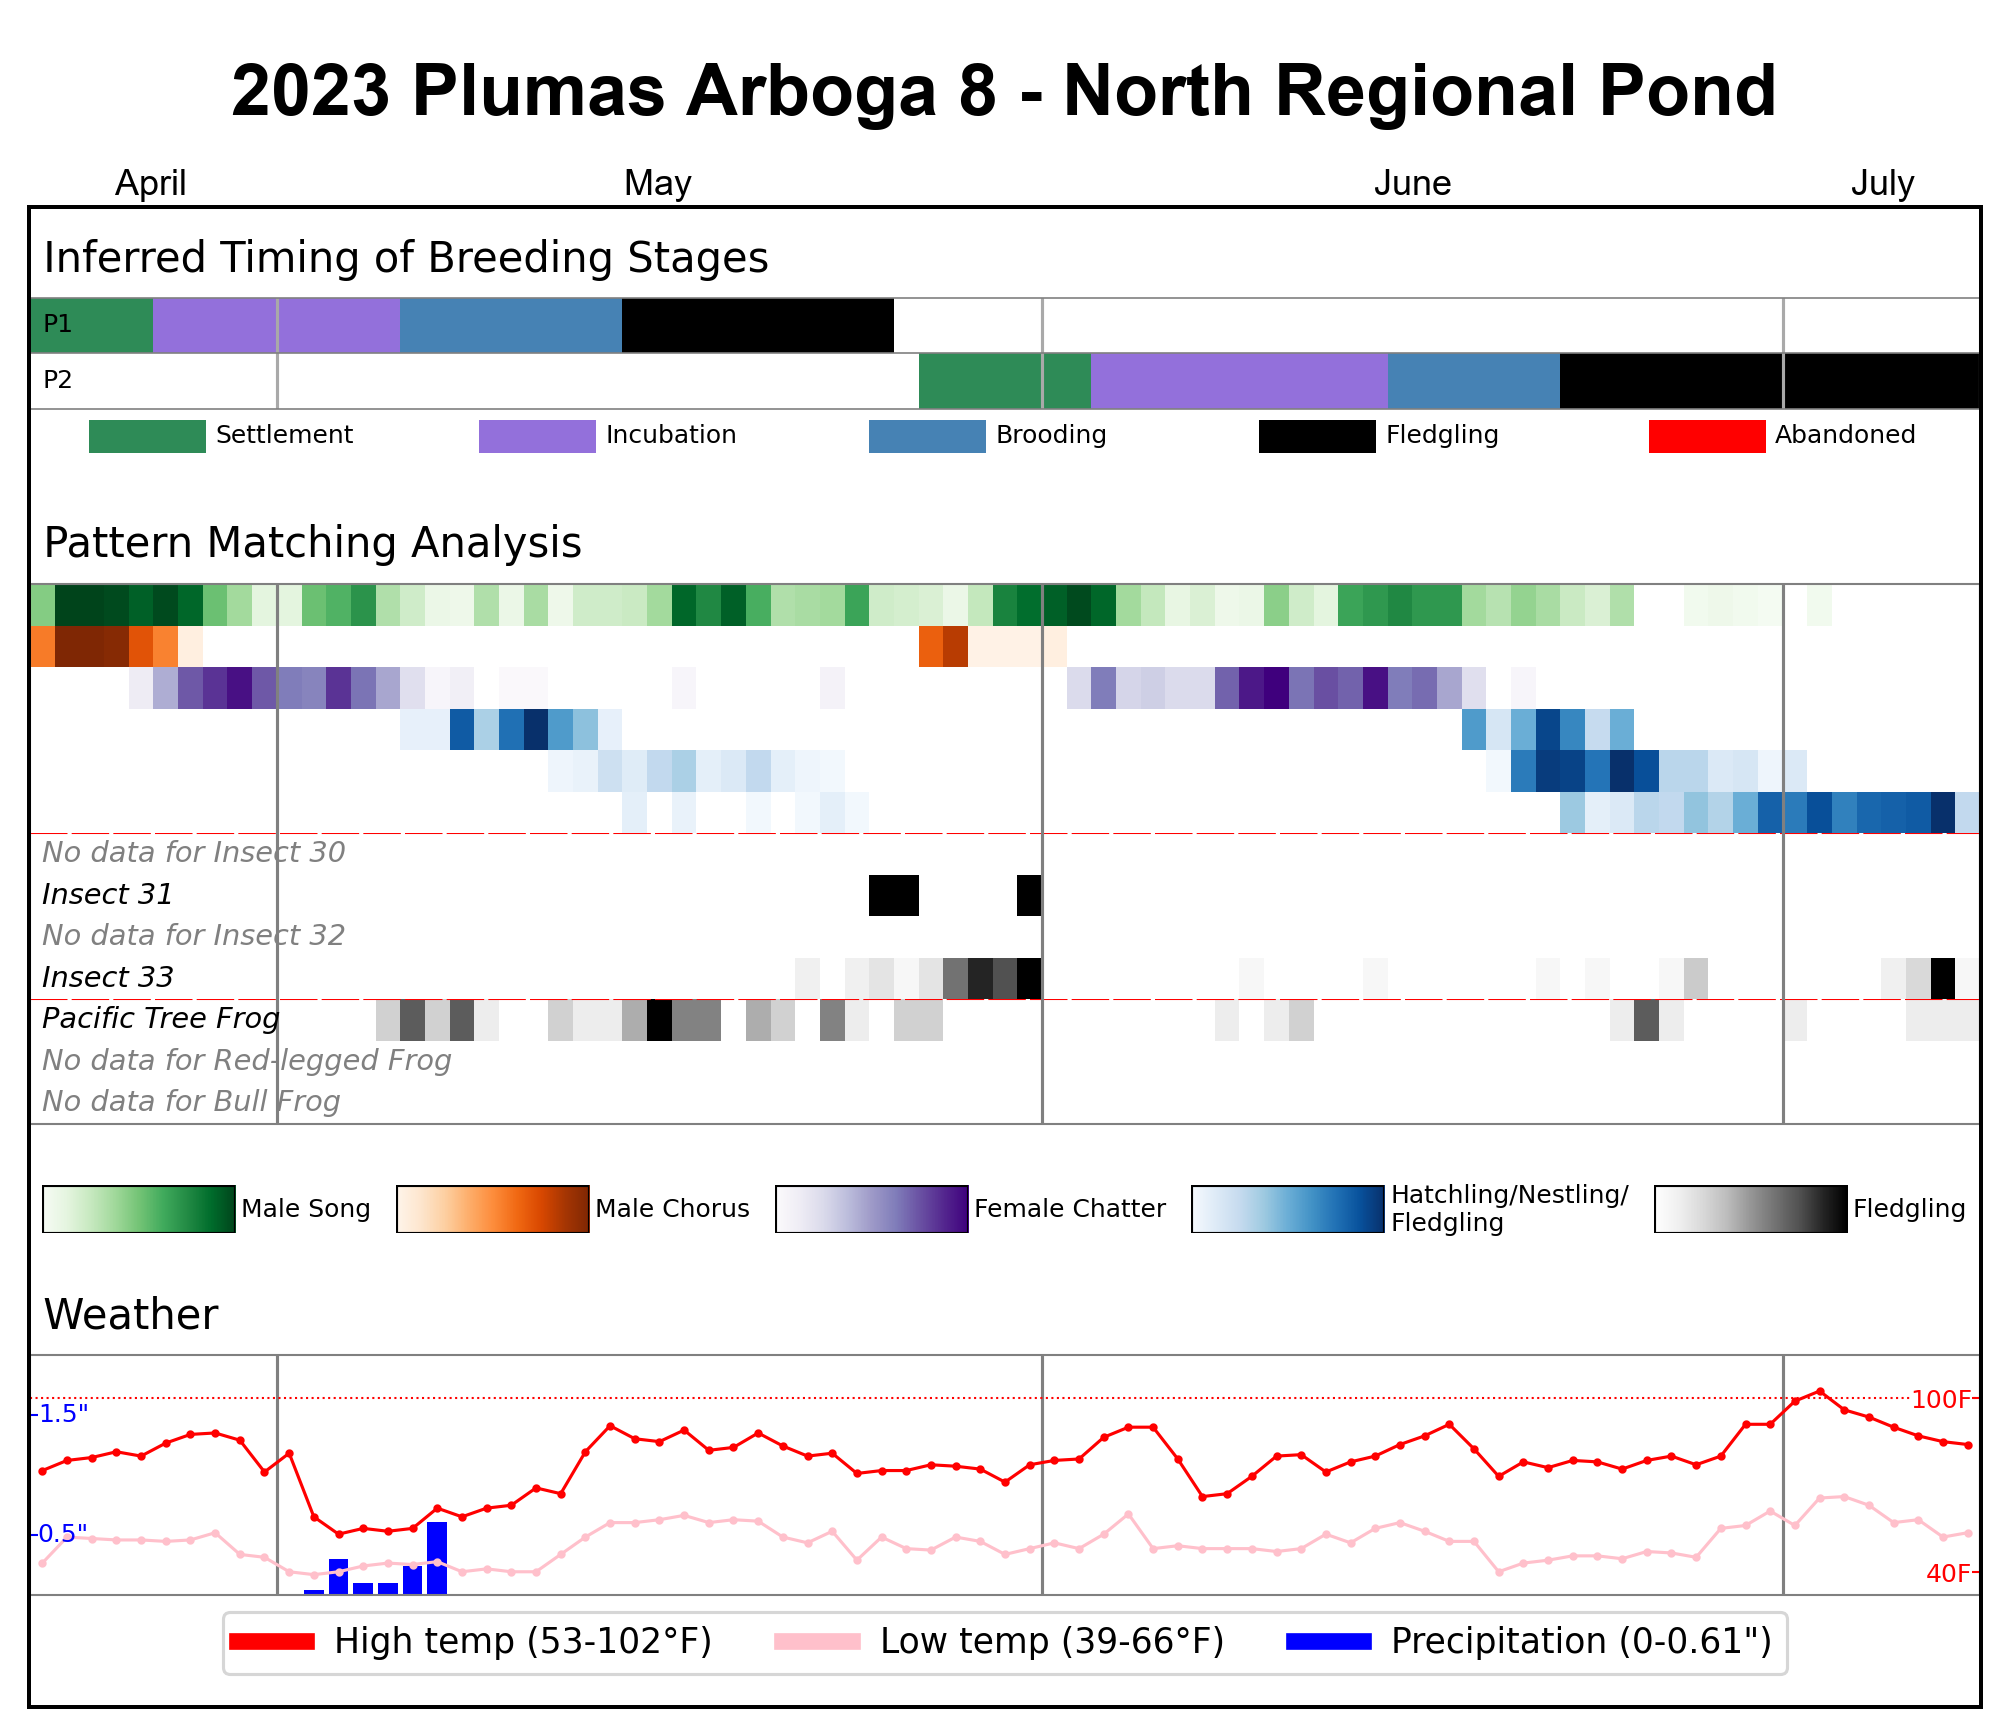 2023 Plumas Arboga 8 - North Regional Pond
April May June July
Inferred Timing of Breeding Stages
P1
P2
Settlement Incubation Brooding Fledgling Abandoned
Pattern Matching Analysis
No data for Insect 30
Insect 31
No data for Insect 32
Insect 33
Pacific Tree Frog
No data for Red-legged Frog
No data for Bull Frog
Male Song Male Chorus Female Chatter Hatchling/Nestling/
Fledgling Fledgling
Weather
1.5" 100F
0.5"
40F
High temp (53-102°F) Low temp (39-66°F) Precipitation (0-0.61")